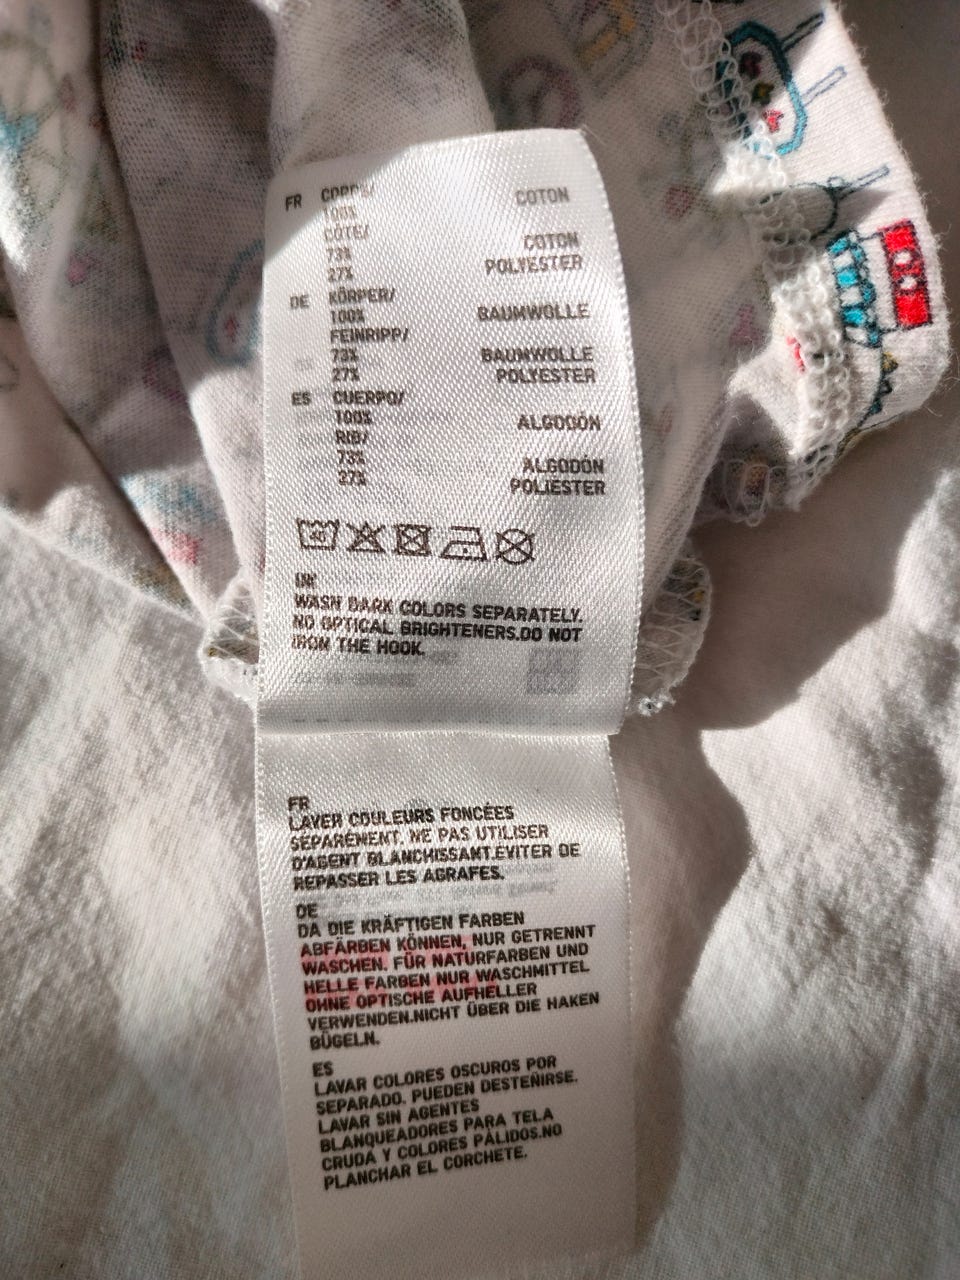 FR CORPS/
100% COTON
CÔTE/
73% COTON
27% POLYESTER
DE KÖRPER/
100% BAUMWOLLE
FEINRIPP/
73% BAUMWOLLE
27% POLYESTER
ES CUERPO/
100% ALGODÓN
RIB/
73% ALGODÓN
27% POLIESTER
40
UK
WASH DARK COLORS SEPARATELY.
NO OPTICAL BRIGHTENERS.DO NOT
IRON THE HOOK.
FR
LAVER COULEURS FONCÉES
SÉPARÉMENT. NE PAS UTILISER
D'AGENT BLANCHISSANT.EVITER DE
REPASSER LES AGRAFES.
DE
DA DIE KRÄFTIGEN FARBEN
ABFÄRBEN KÖNNEN, NUR GETRENNT
WASCHEN. FÜR NATURFARBEN UND
HELLE FARBEN NUR WASCHMITTEL
OHNE OPTISCHE AUFHELLER
VERWENDEN.NICHT ÜBER DIE HAKEN
BÜGELN.
ES
LAVAR COLORES OSCUROS POR
SEPARADO. PUEDEN DESTEÑIRSE.
LAVAR SIN AGENTES
BLANQUEADORES PARA TELA
CRUDA Y COLORES PÁLIDOS.NO
PLANCHAR EL CORCHETE.